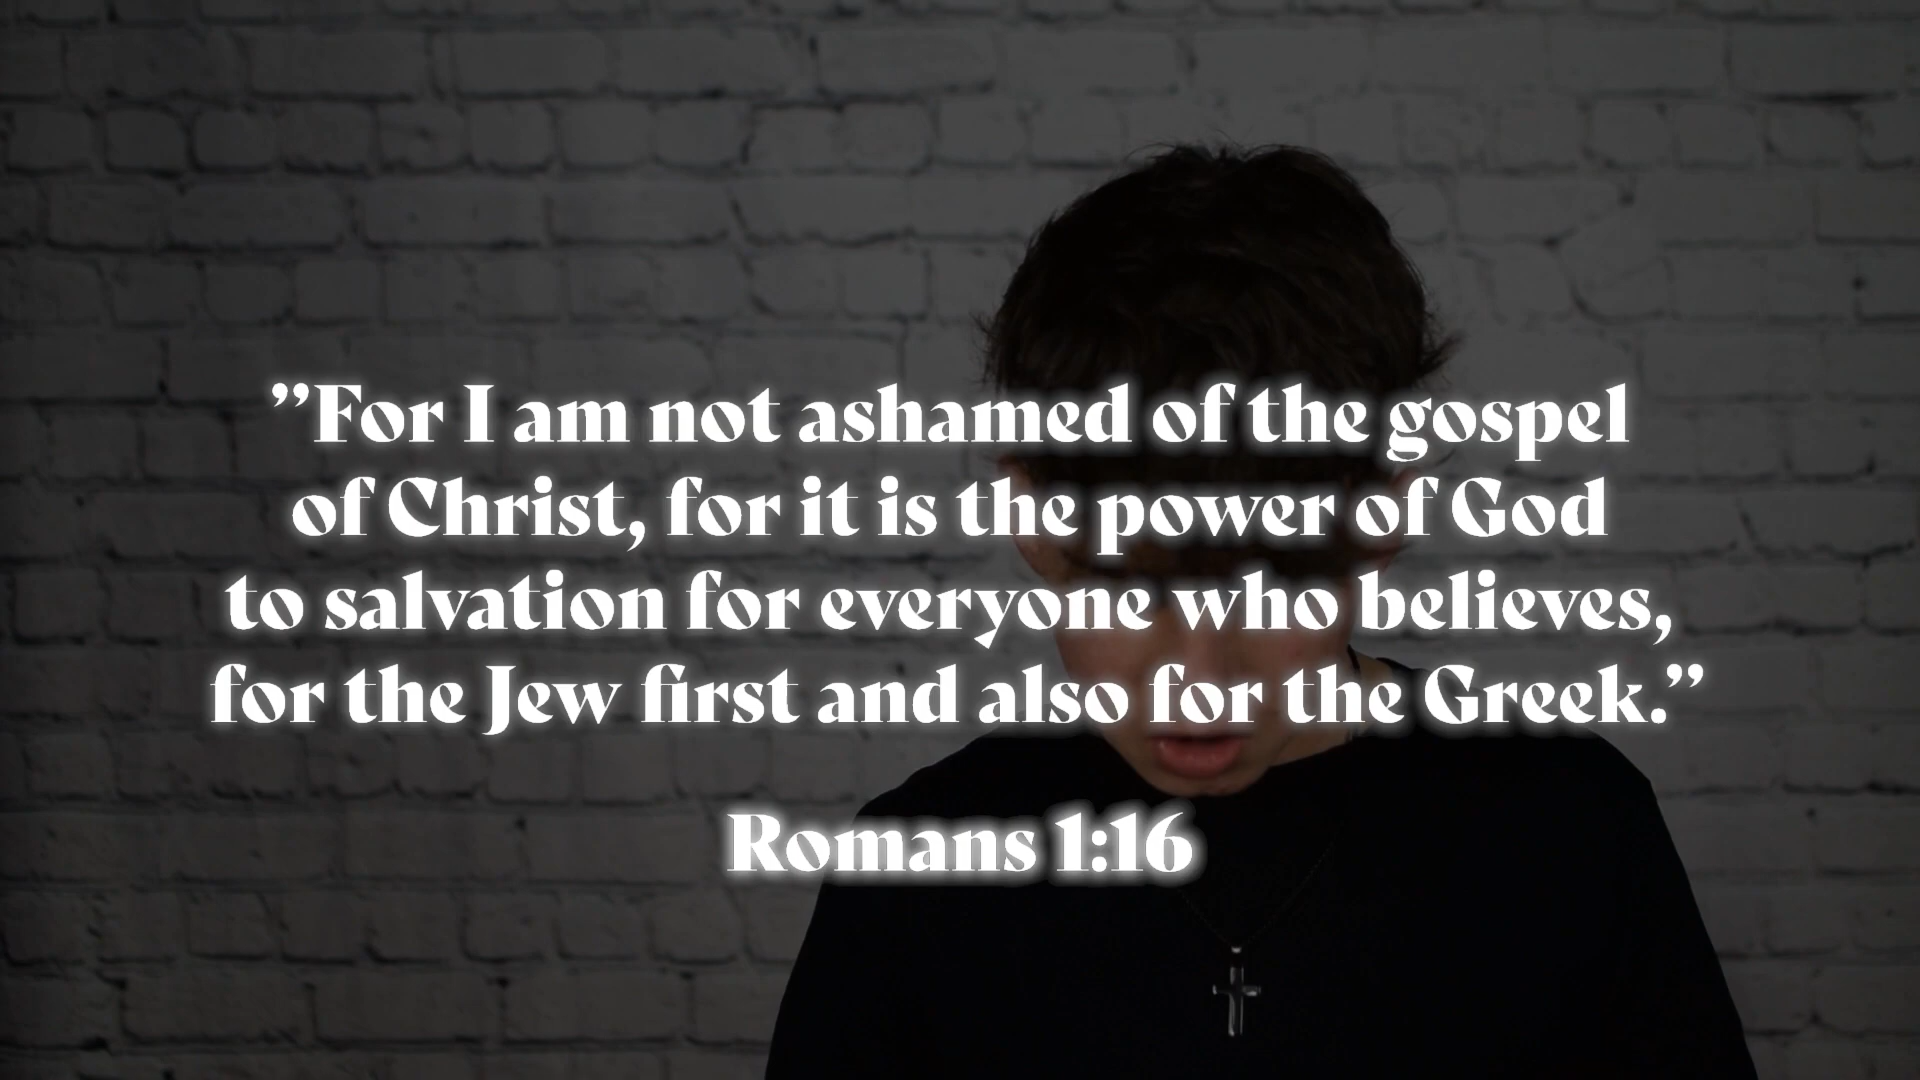 ”For I am not ashamed of the gospel
of Christ, for it is the power of God
to salvation for everyone who believes,
for the Jew first and also for the Greek.”
Romans 1:16